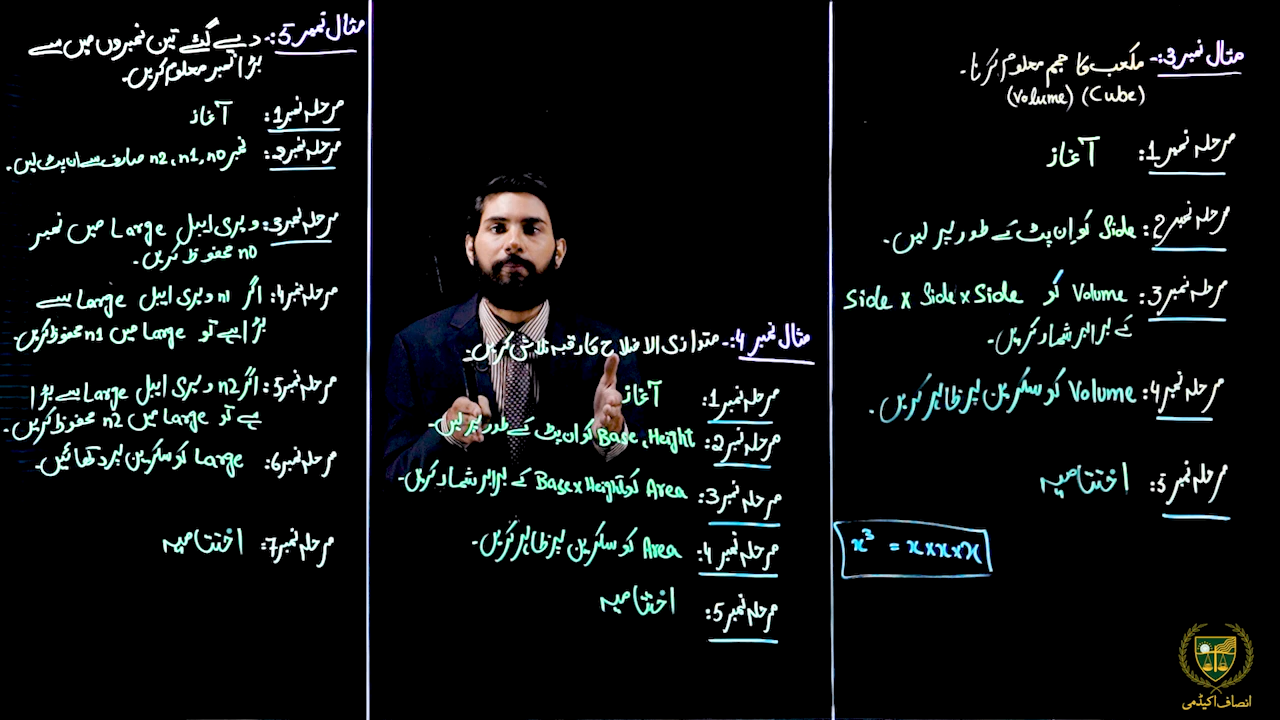 مثال نمبر 3:- مکعب کا حجم معلوم کرنا۔
(Volume) (Cube)
مرحلہ نمبر 1: آغاز
مرحلہ نمبر 2: Side کو ان پٹ کے طور پر لیں۔
مرحلہ نمبر 3: Volume کو Side x Side x Side
کے برابر شمار کریں۔
مرحلہ نمبر 4: Volume کو سکرین پر ظاہر کریں۔
مرحلہ نمبر 5: اختتامیہ
x³ = x x x x x
مثال نمبر 4:- متوازی الاضلاح کا رقبہ تلاش کریں۔
مرحلہ نمبر 1: آغاز
مرحلہ نمبر 2: Base, Height کو ان پٹ کے طور پر لیں۔
مرحلہ نمبر 3: Area کو Base x Height کے برابر شمار کریں۔
مرحلہ نمبر 4: Area کو سکرین پر ظاہر کریں۔
مرحلہ نمبر 5: اختتامیہ
مثال نمبر 5:- دیے گئے تین نمبروں میں سے
بڑا نمبر معلوم کریں۔
مرحلہ نمبر 1: آغاز
مرحلہ نمبر 2: نمبر n0، n1، n2 صارف سے ان پٹ لیں۔
مرحلہ نمبر 3: ویری ایبل Large میں نمبر
n0 محفوظ کریں۔
مرحلہ نمبر 4: اگر n1 ویری ایبل Large سے
بڑا ہے تو Large میں n1 محفوظ کریں
مرحلہ نمبر 5: اگر n2 ویری ایبل Large سے بڑا
ہے تو Large میں n2 محفوظ کریں۔
مرحلہ نمبر 6: Large کو سکرین پر دکھائیں۔
مرحلہ نمبر 7: اختتامیہ
انصاف اکیڈمی